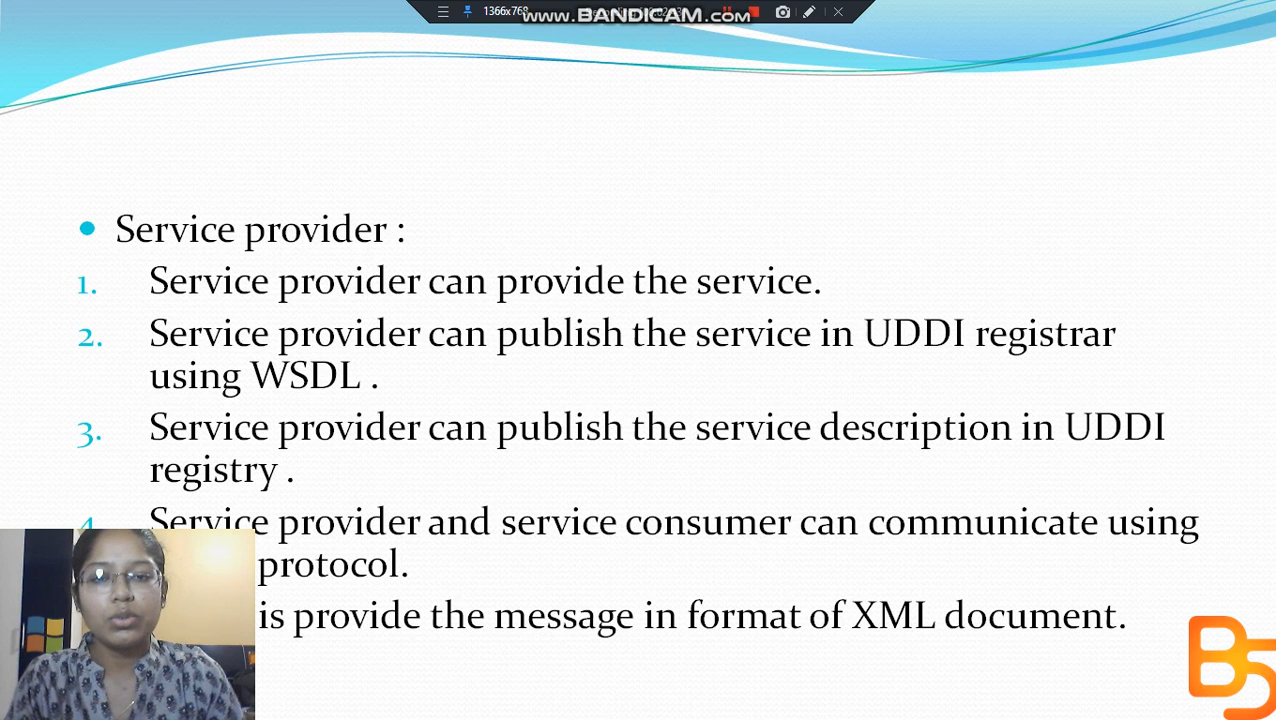 1366x768
www.BANDICAM.com
Service provider :
1. Service provider can provide the service.
2. Service provider can publish the service in UDDI registrar
using WSDL .
3. Service provider can publish the service description in UDDI
registry .
4. Service provider and service consumer can communicate using
protocol.
is provide the message in format of XML document.
B5